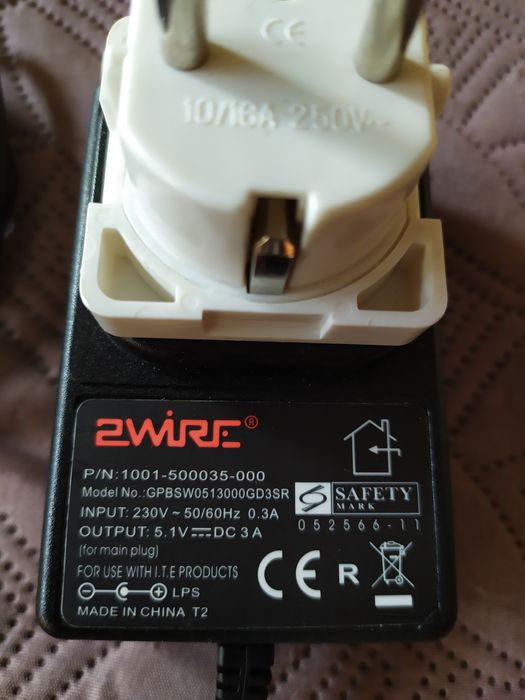 CE
10/16A 250V~
2WIRE®
P/N:1001-500035-000
Model No.:GPBSW0513000GD3SR
INPUT: 230V ~ 50/60Hz 0.3A
OUTPUT: 5.1V⎓DC 3 A
(for main plug)
FOR USE WITH I.T.E PRODUCTS
LPS
MADE IN CHINA T2
S SAFETY
MARK
052566-11
CE R